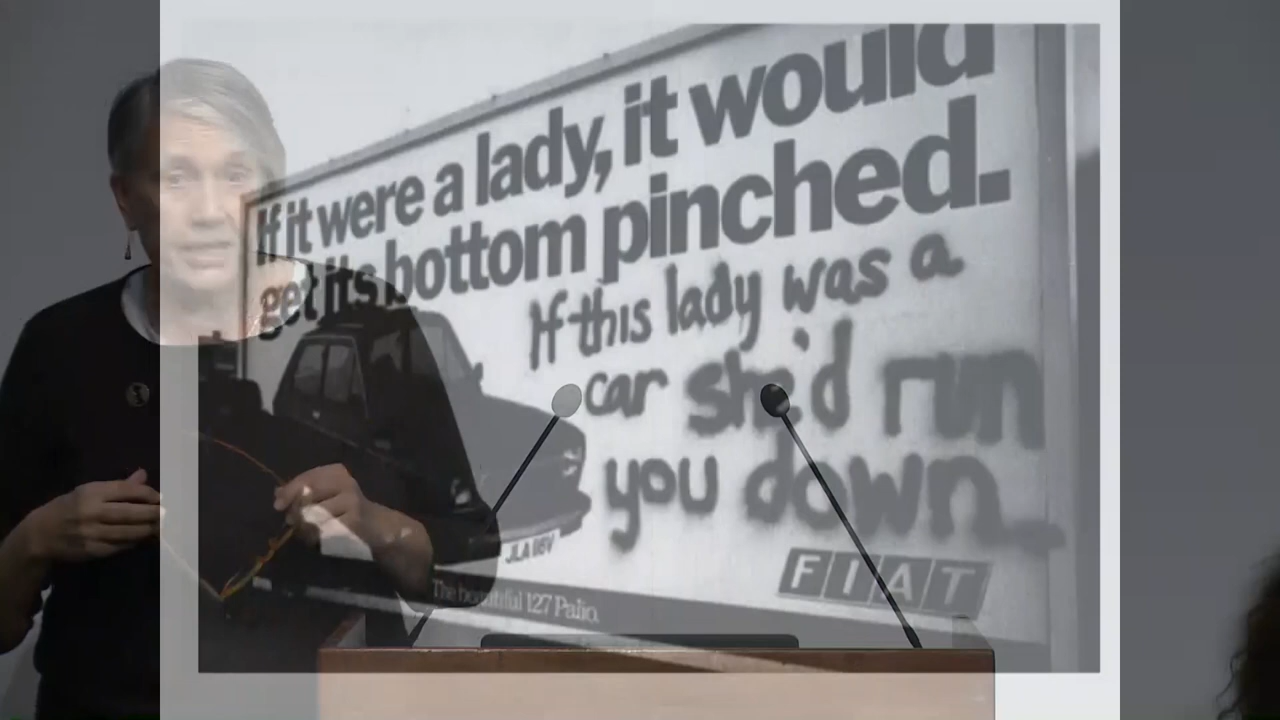 If it were a lady, it would
get its bottom pinched.
If this lady was a
car she'd run
you down
FIAT
JLA 116V
The beautiful 127 Palio.